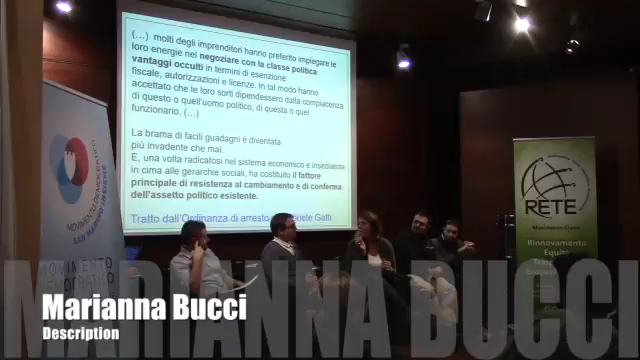 (...) molti degli imprenditori hanno preferito impiegare le
loro energie nel negoziare con la classe politica
vantaggi occulti in termini di esenzione
fiscale, autorizzazioni e licenze. In tal modo hanno
accettato che le loro sorti dipendessero dalla compiacenza
di questo o quell'uomo politico, di questa o quel
funzionario. (...)
La brama di facili guadagni è diventata
più invadente che mai.
E, una volta radicatosi nel sistema economico e insediatosi
in cima alle gerarchie sociali, ha costituito il fattore
principale di resistenza al cambiamento e di conferma
dell'assetto politico esistente.
Tratto dall'Ordinanza di arresto Gatti
MOVIMENTO DEMOCRATICO
SAN MARINO INSIEME
MOVIMENTO
RETE
Movimento Civico
Rinnovamento
Equità
MARIANNA BUCCI
Marianna Bucci
Description